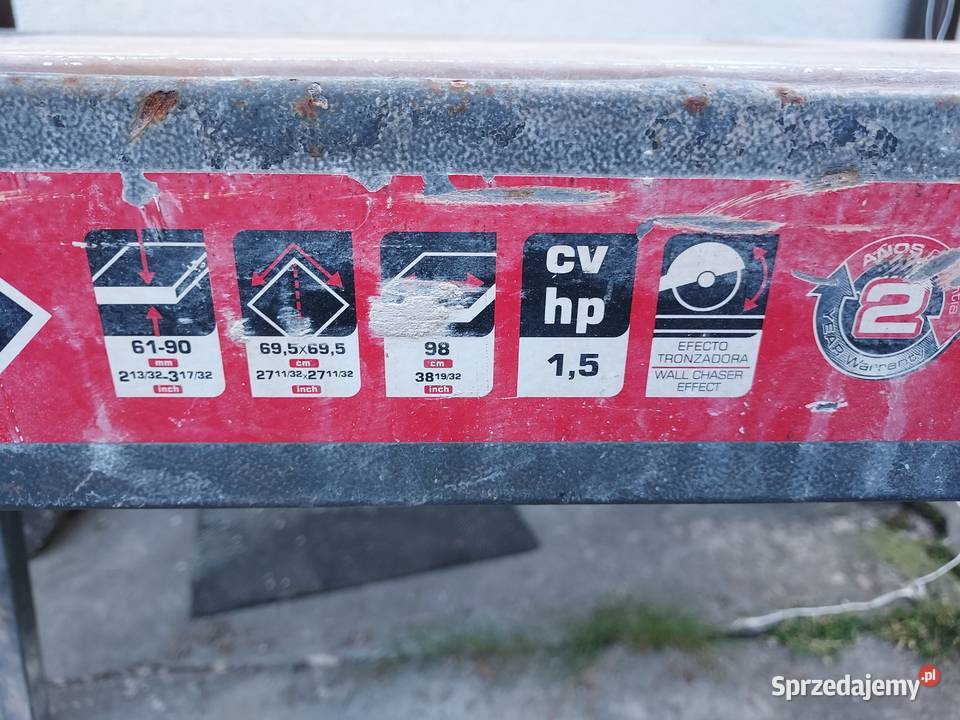 61-90
mm
2 13/32-3 17/32
inch
69,5x69,5
cm
27 11/32x27 11/32
inch
98
cm
38 19/32
inch
cv
hp
1,5
EFECTO
TRONZADORA
WALL CHASER
EFFECT
AÑOS
2
YEAR Warranty
Sprzedajemy.pl